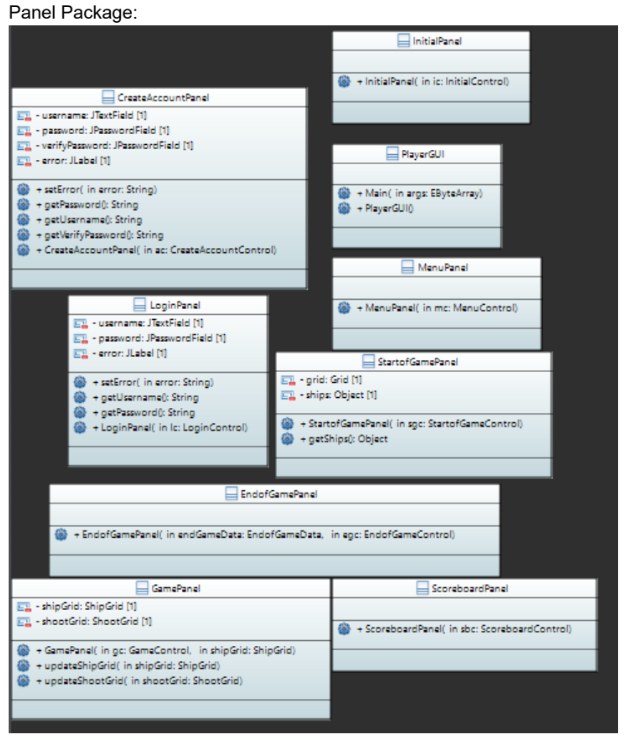 Panel Package:
InitialPanel
+ InitialPanel( in ic: InitialControl)
CreateAccountPanel
- username: JTextField [1]
- password: JPasswordField [1]
- verifyPassword: JPasswordField [1]
- error: JLabel [1]
+ setError( in error: String)
+ getPassword(): String
+ getUsername(): String
+ getVerifyPassword(): String
+ CreateAccountPanel( in ac: CreateAccountControl)
PlayerGUI
+ Main( in args: EByteArray)
+ PlayerGUI()
MenuPanel
+ MenuPanel( in mc: MenuControl)
LoginPanel
- username: JTextField [1]
- password: JPasswordField [1]
- error: JLabel [1]
+ setError( in error: String)
+ getUsername(): String
+ getPassword(): String
+ LoginPanel( in lc: LoginControl)
StartofGamePanel
- grid: Grid [1]
- ships: Object [1]
+ StartofGamePanel( in sgc: StartofGameControl)
+ getShips(): Object
EndofGamePanel
+ EndofGamePanel( in endGameData: EndofGameData, in egc: EndofGameControl)
GamePanel
- shipGrid: ShipGrid [1]
- shootGrid: ShootGrid [1]
+ GamePanel( in gc: GameControl, in shipGrid: ShipGrid)
+ updateShipGrid( in shipGrid: ShipGrid)
+ updateShootGrid( in shootGrid: ShootGrid)
ScoreboardPanel
+ ScoreboardPanel( in sbc: ScoreboardControl)